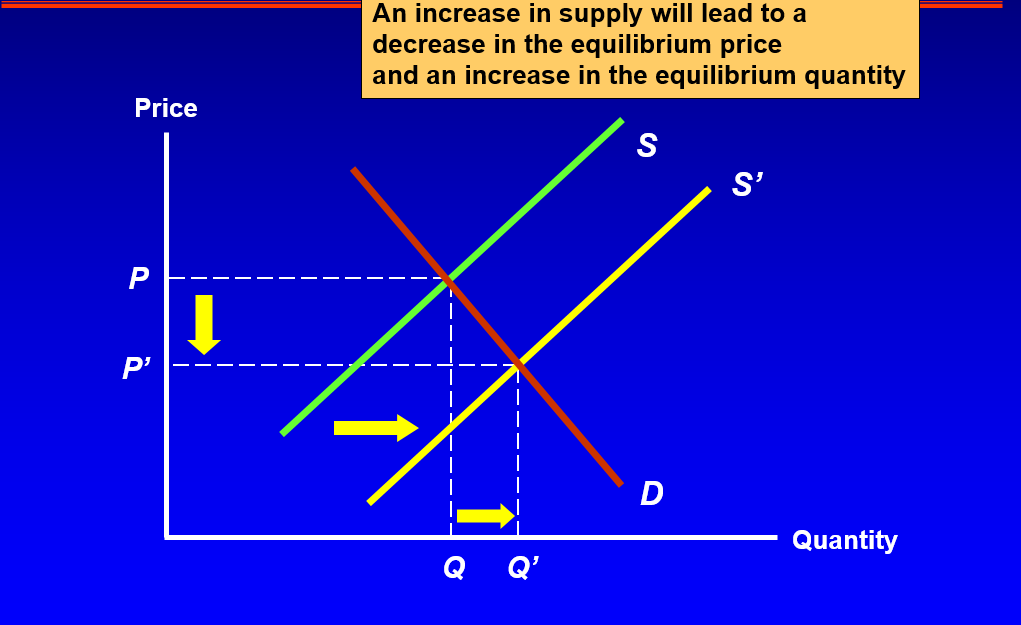 An increase in supply will lead to a
decrease in the equilibrium price
and an increase in the equilibrium quantity
Price
S
S’
P
P’
D
Quantity
Q
Q’